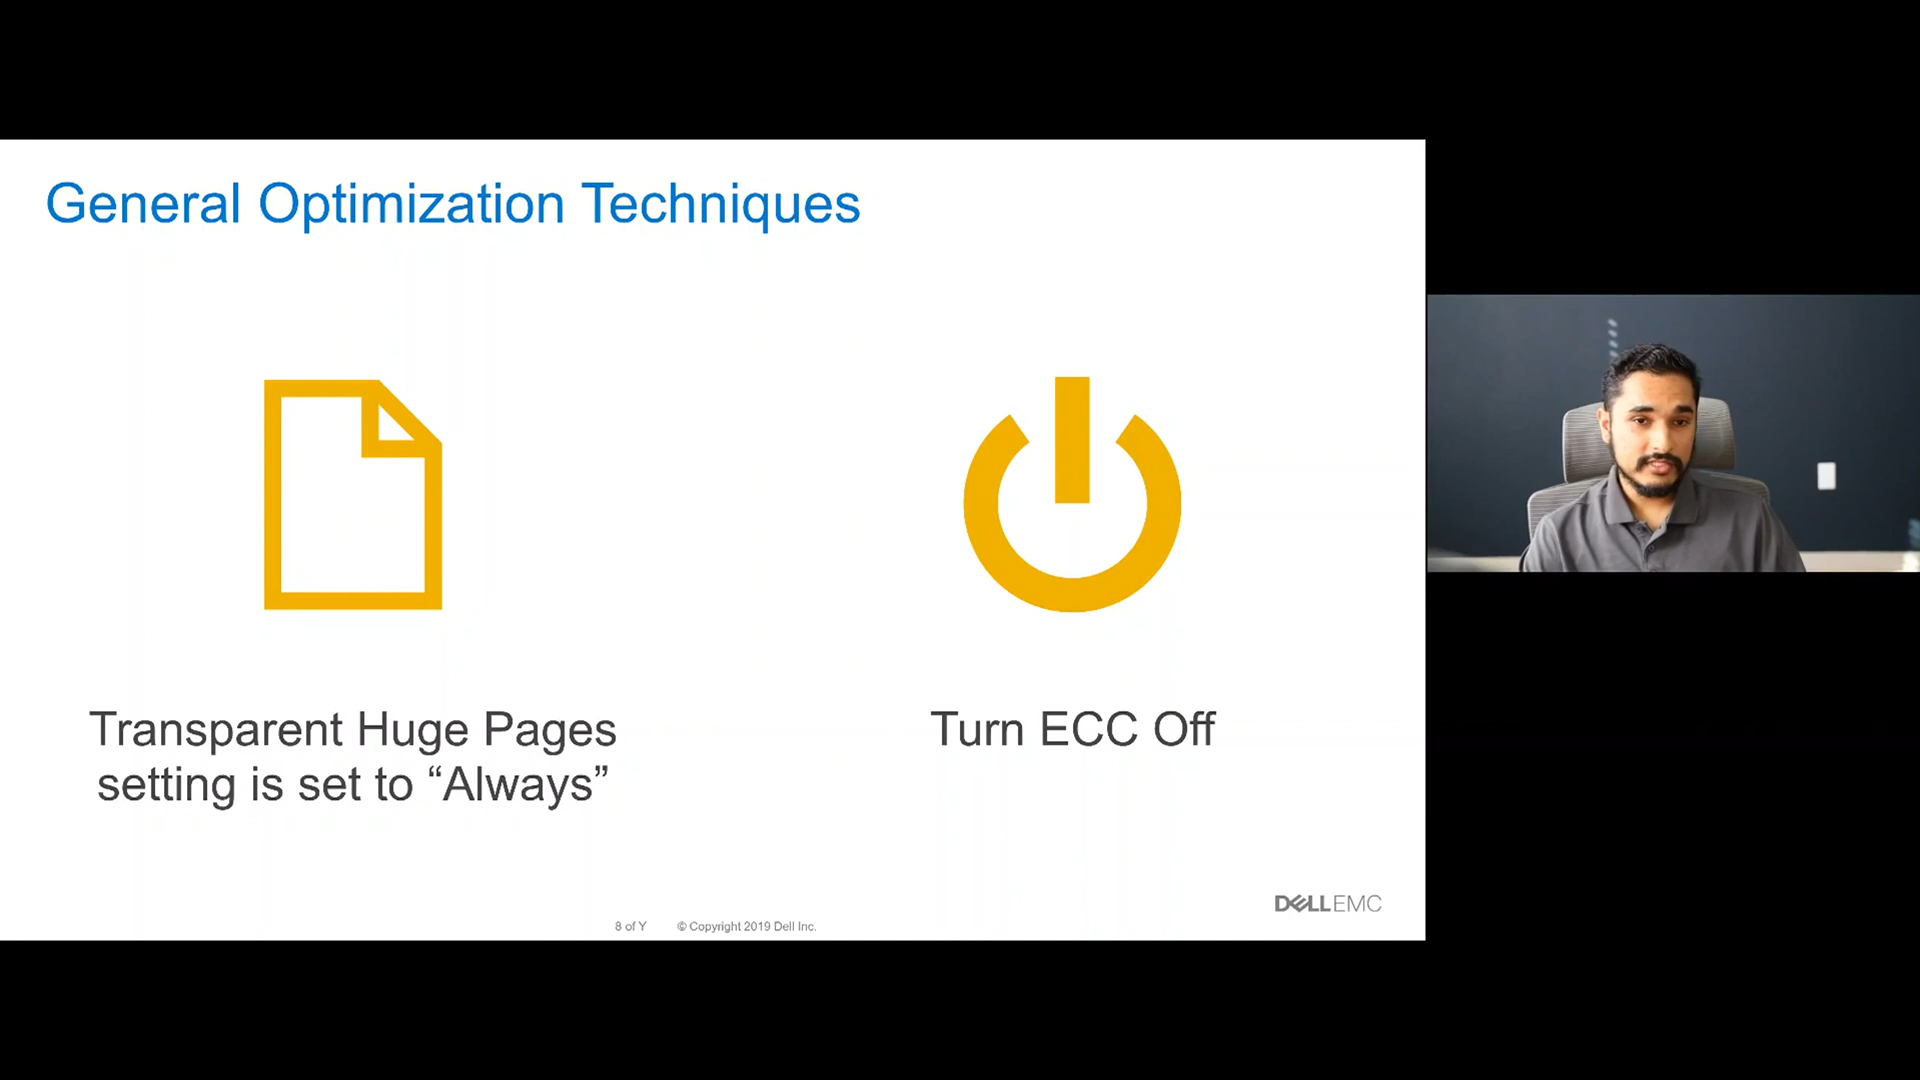 General Optimization Techniques
Transparent Huge Pages
setting is set to “Always”
Turn ECC Off
8 of Y © Copyright 2019 Dell Inc.
DELLEMC